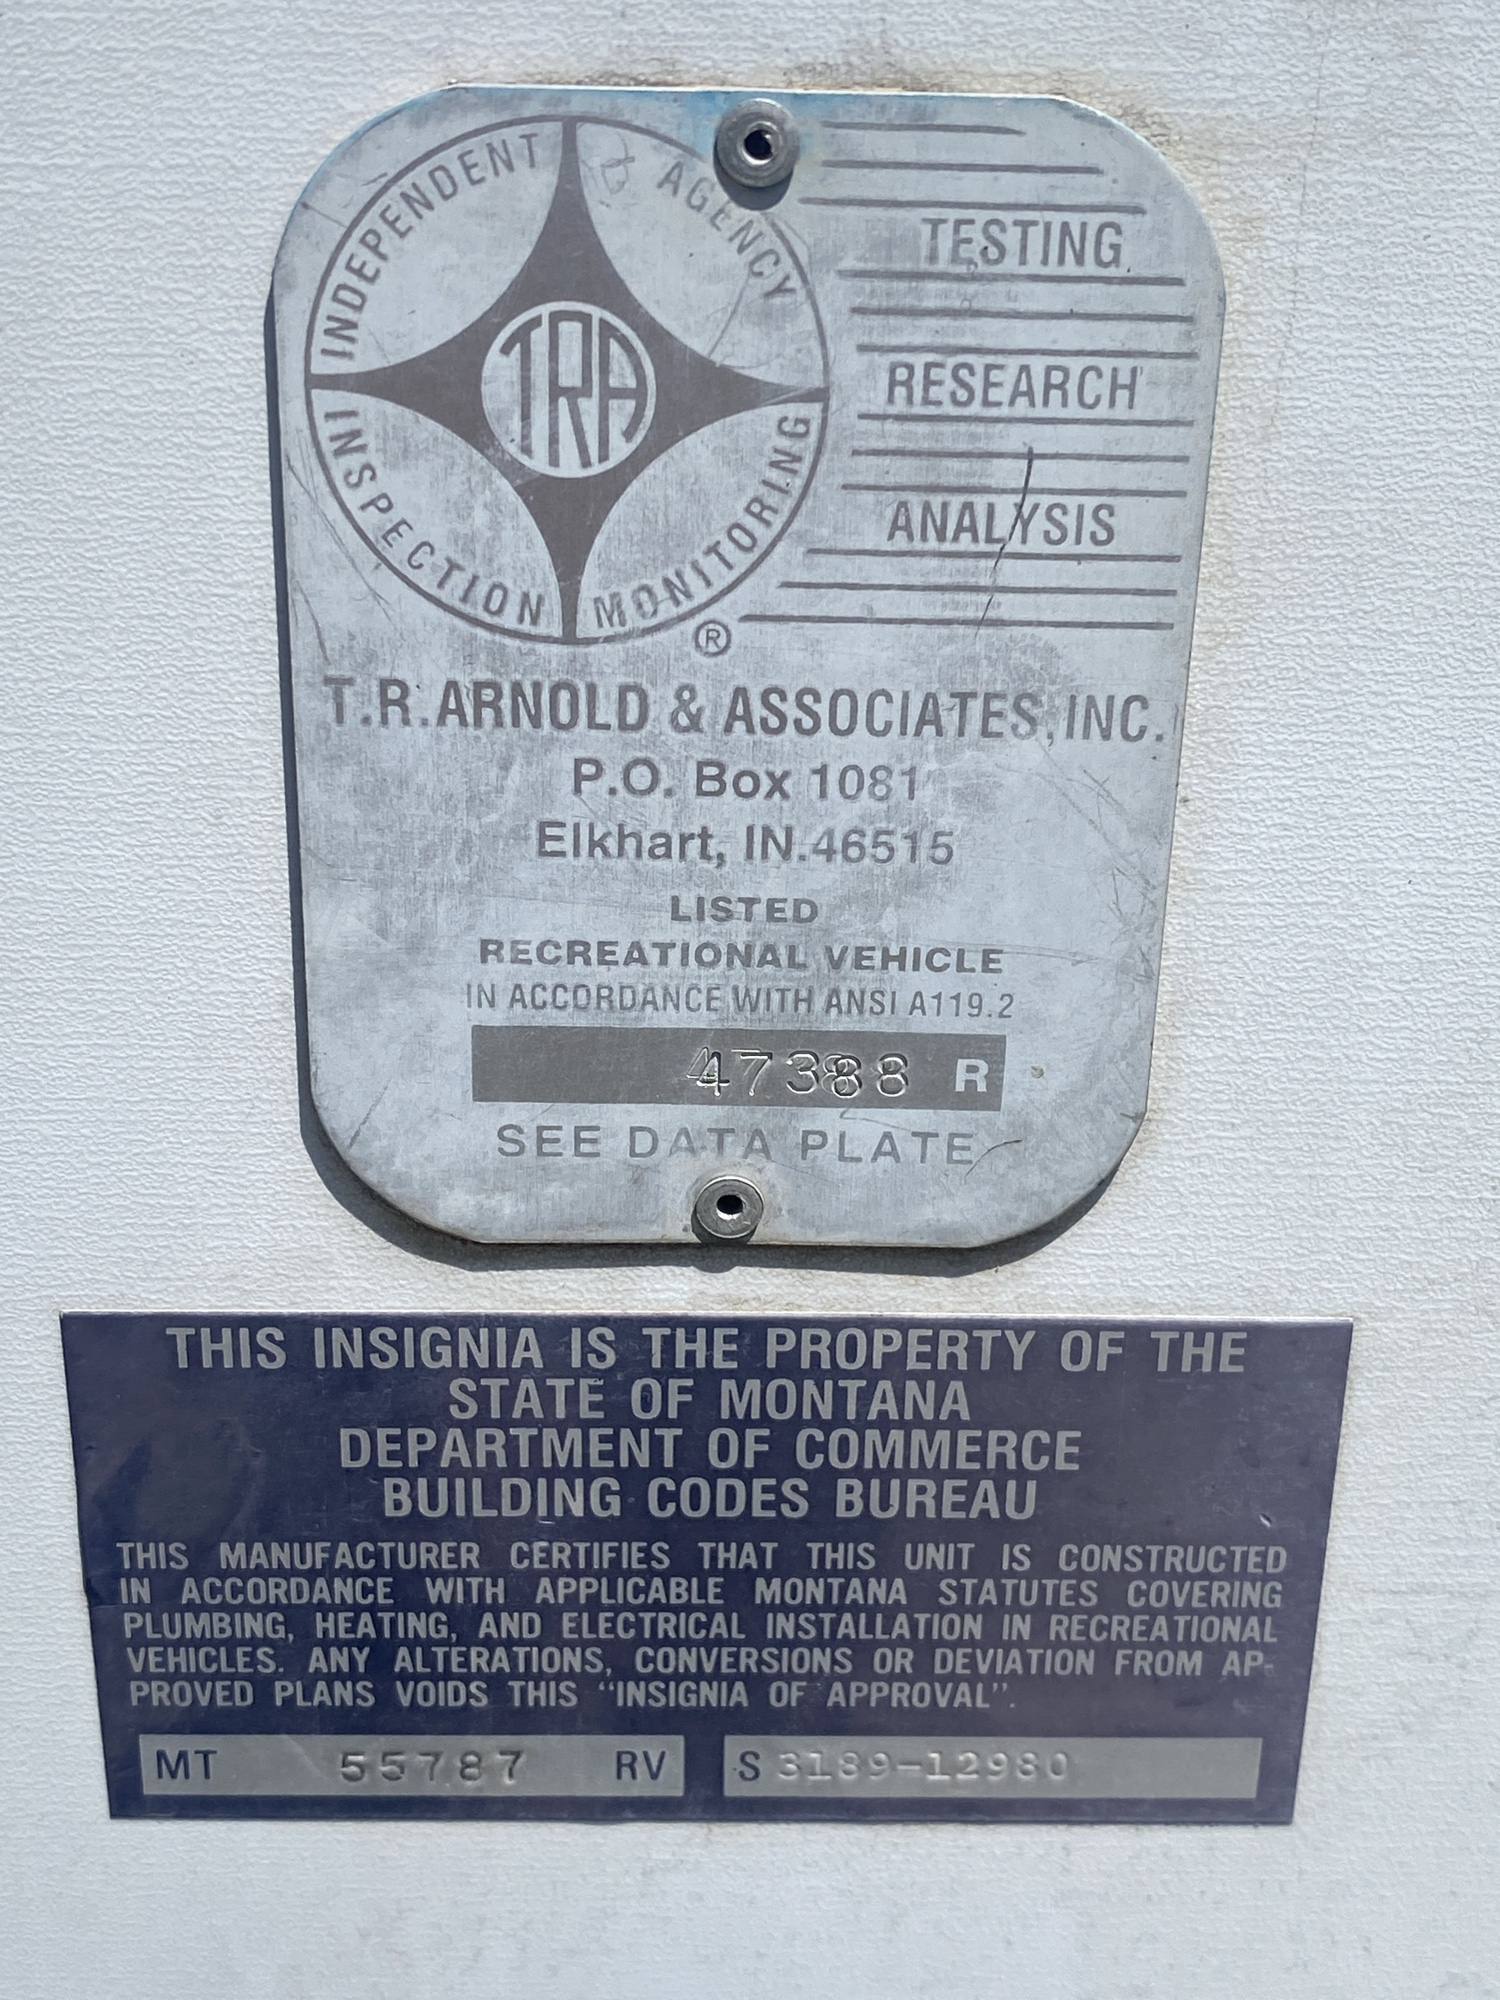 INDEPENDENT AGENCY
INSPECTION MONITORING
TRA
®
TESTING
RESEARCH
ANALYSIS
T.R.ARNOLD & ASSOCIATES,INC.
P.O. Box 1081
Elkhart, IN.46515
LISTED
RECREATIONAL VEHICLE
IN ACCORDANCE WITH ANSI A119.2
47388 R
SEE DATA PLATE
THIS INSIGNIA IS THE PROPERTY OF THE
STATE OF MONTANA
DEPARTMENT OF COMMERCE
BUILDING CODES BUREAU
THIS MANUFACTURER CERTIFIES THAT THIS UNIT IS CONSTRUCTED
IN ACCORDANCE WITH APPLICABLE MONTANA STATUTES COVERING
PLUMBING, HEATING, AND ELECTRICAL INSTALLATION IN RECREATIONAL
VEHICLES. ANY ALTERATIONS, CONVERSIONS OR DEVIATION FROM AP-
PROVED PLANS VOIDS THIS "INSIGNIA OF APPROVAL".
MT 55787 RV S 3189-12980